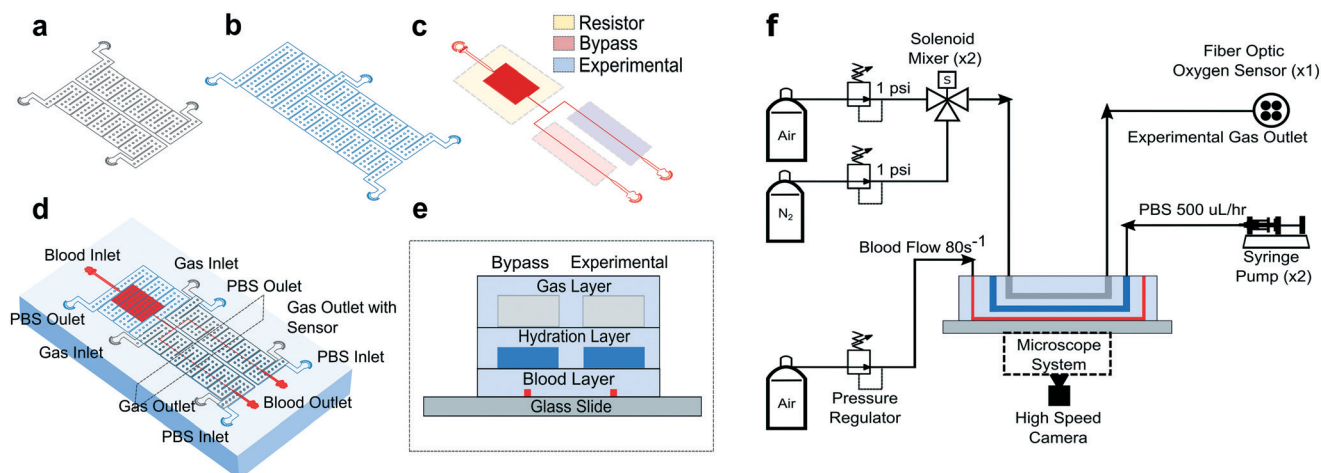 a
b
c
Resistor
Bypass
Experimental
d
Blood Inlet
Gas Inlet
PBS Oulet
Gas Outlet with
Sensor
PBS Oulet
Gas Inlet
PBS Inlet
Gas Outlet
Blood Outlet
PBS Inlet
e
Bypass
Experimental
Gas Layer
Hydration Layer
Blood Layer
Glass Slide
f
Solenoid
Mixer (x2)
S
Fiber Optic
Oxygen Sensor (x1)
1 psi
Air
Experimental Gas Outlet
1 psi
N2
PBS 500 uL/hr
Blood Flow 80s-1
Syringe
Pump (x2)
Microscope
System
Air
Pressure
Regulator
High Speed
Camera